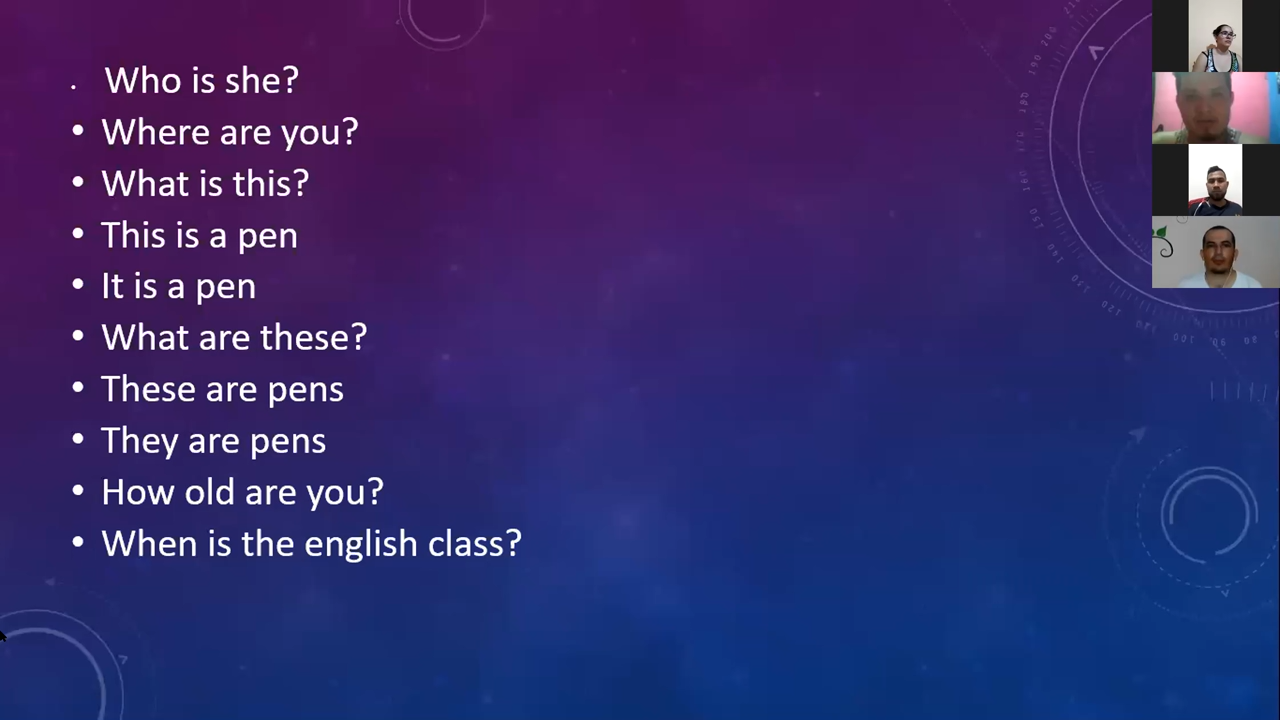 Who is she?
Where are you?
What is this?
This is a pen
It is a pen
What are these?
These are pens
They are pens
How old are you?
When is the english class?